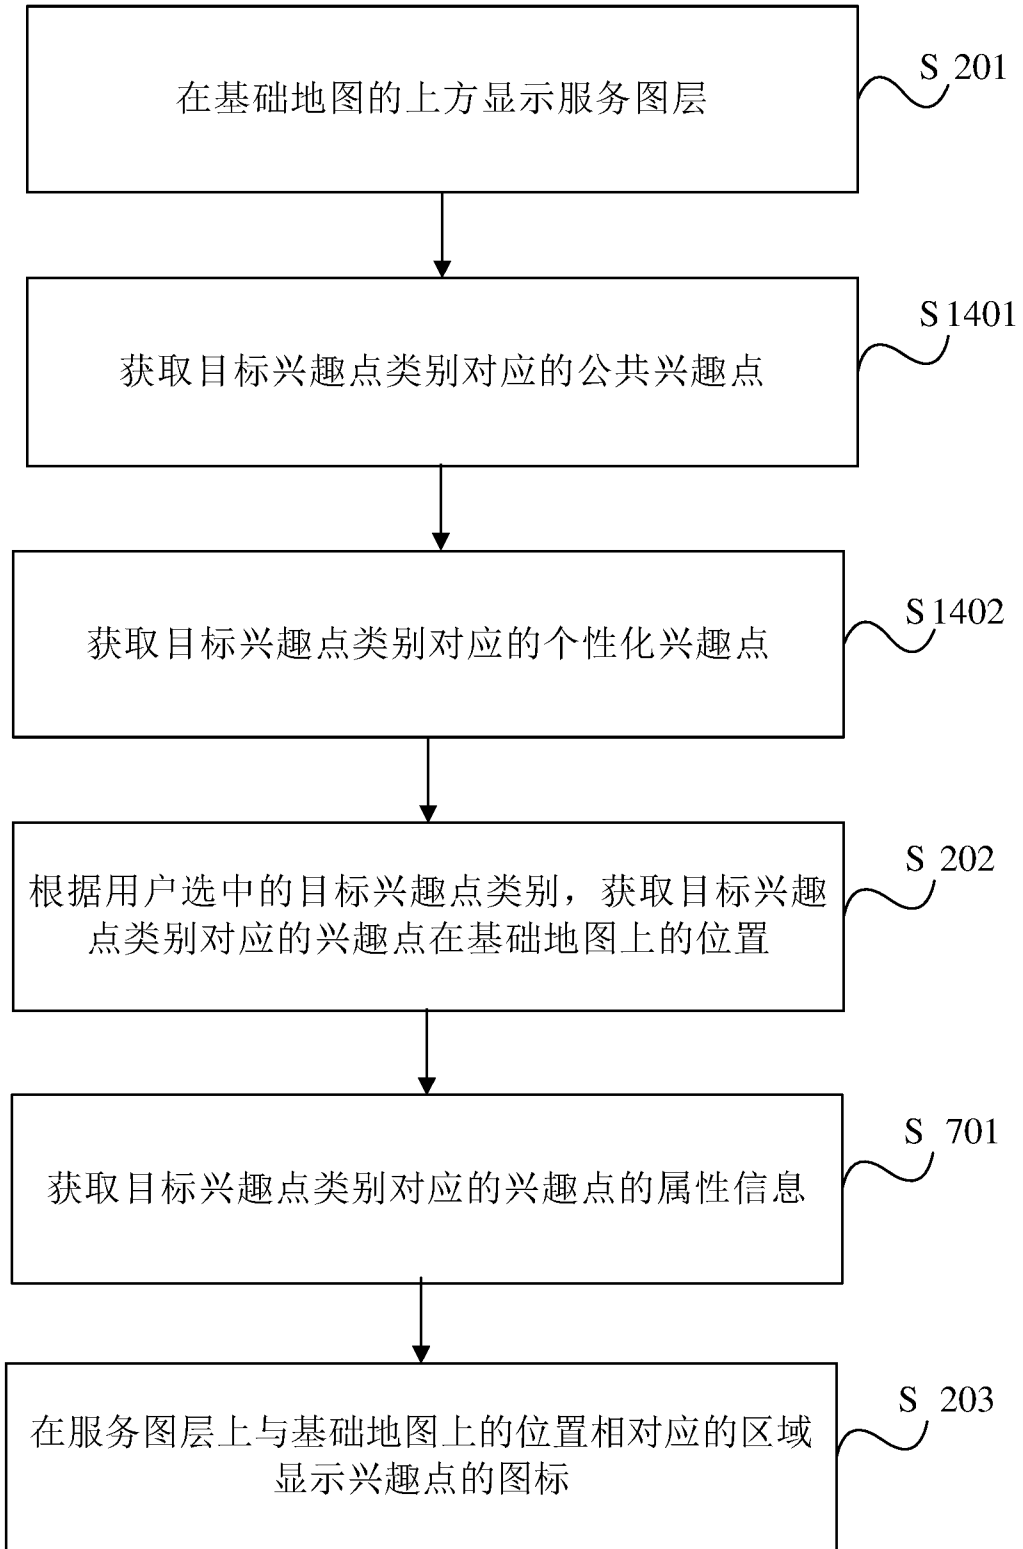 在基础地图的上方显示服务图层
S 201
获取目标兴趣点类别对应的公共兴趣点
S1401
获取目标兴趣点类别对应的个性化兴趣点
S1402
根据用户选中的目标兴趣点类别，获取目标兴趣
点类别对应的兴趣点在基础地图上的位置
S 202
获取目标兴趣点类别对应的兴趣点的属性信息
S 701
在服务图层上与基础地图上的位置相对应的区域
显示兴趣点的图标
S 203